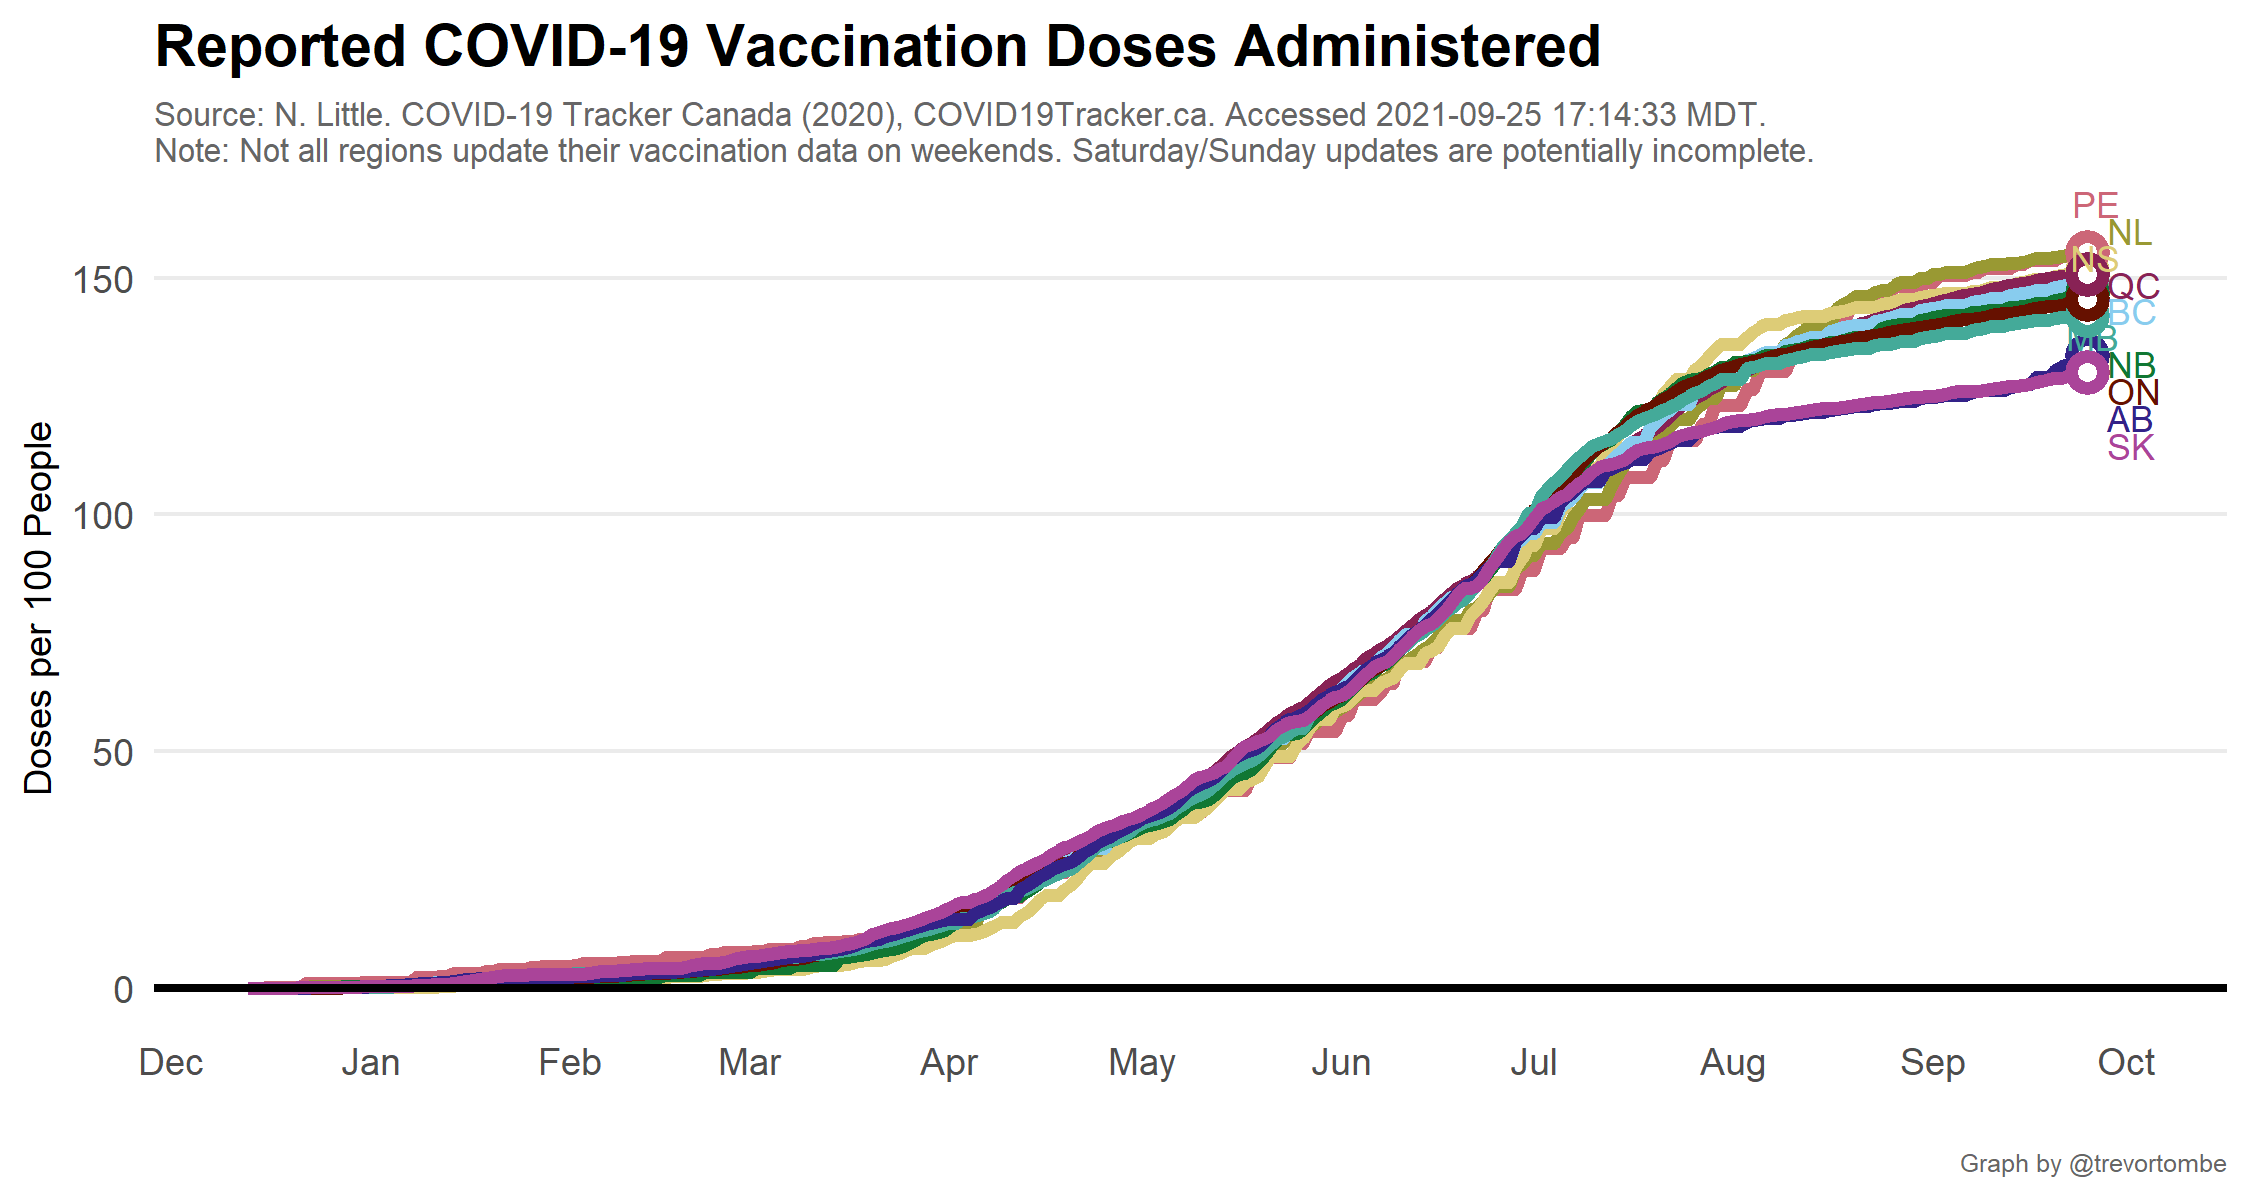 Reported COVID-19 Vaccination Doses Administered
Source: N. Little. COVID-19 Tracker Canada (2020), COVID19Tracker.ca. Accessed 2021-09-25 17:14:33 MDT.
Note: Not all regions update their vaccination data on weekends. Saturday/Sunday updates are potentially incomplete.
Doses per 100 People
150
100
50
0
PE
NL
NS
QC
BC
MB
NB
ON
AB
SK
Dec Jan Feb Mar Apr May Jun Jul Aug Sep Oct
Graph by @trevortombe